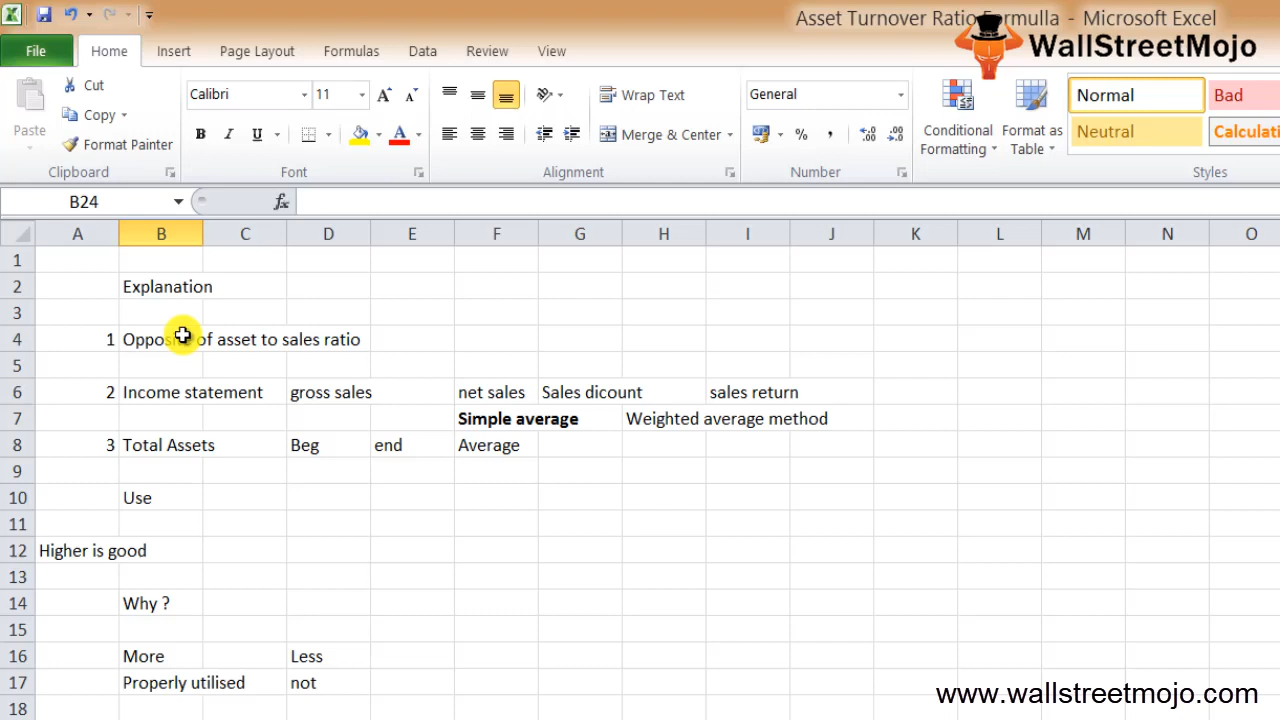 Asset Turnover Ratio Formulla - Microsoft Excel
WallStreetMojo
File Home Insert Page Layout Formulas Data Review View
Paste
Cut
Copy
Format Painter
Clipboard
Calibri 11
B I U
Font
Wrap Text
Merge & Center
Alignment
General
Number
Conditional Formatting
Format as Table
Normal Bad
Neutral
Styles
B24 fx
A B C D E F G H I J K L M N O
1
2 Explanation
3
4 1 of asset to sales ratio
5
6 2 Income statement gross sales net sales Sales dicount sales return
7 Simple average Weighted average method
8 3 Total Assets Beg end Average
9
10 Use
11
12 Higher is good
13
14 Why ?
15
16 More Less
17 Properly utilised not
18
www.wallstreetmojo.com